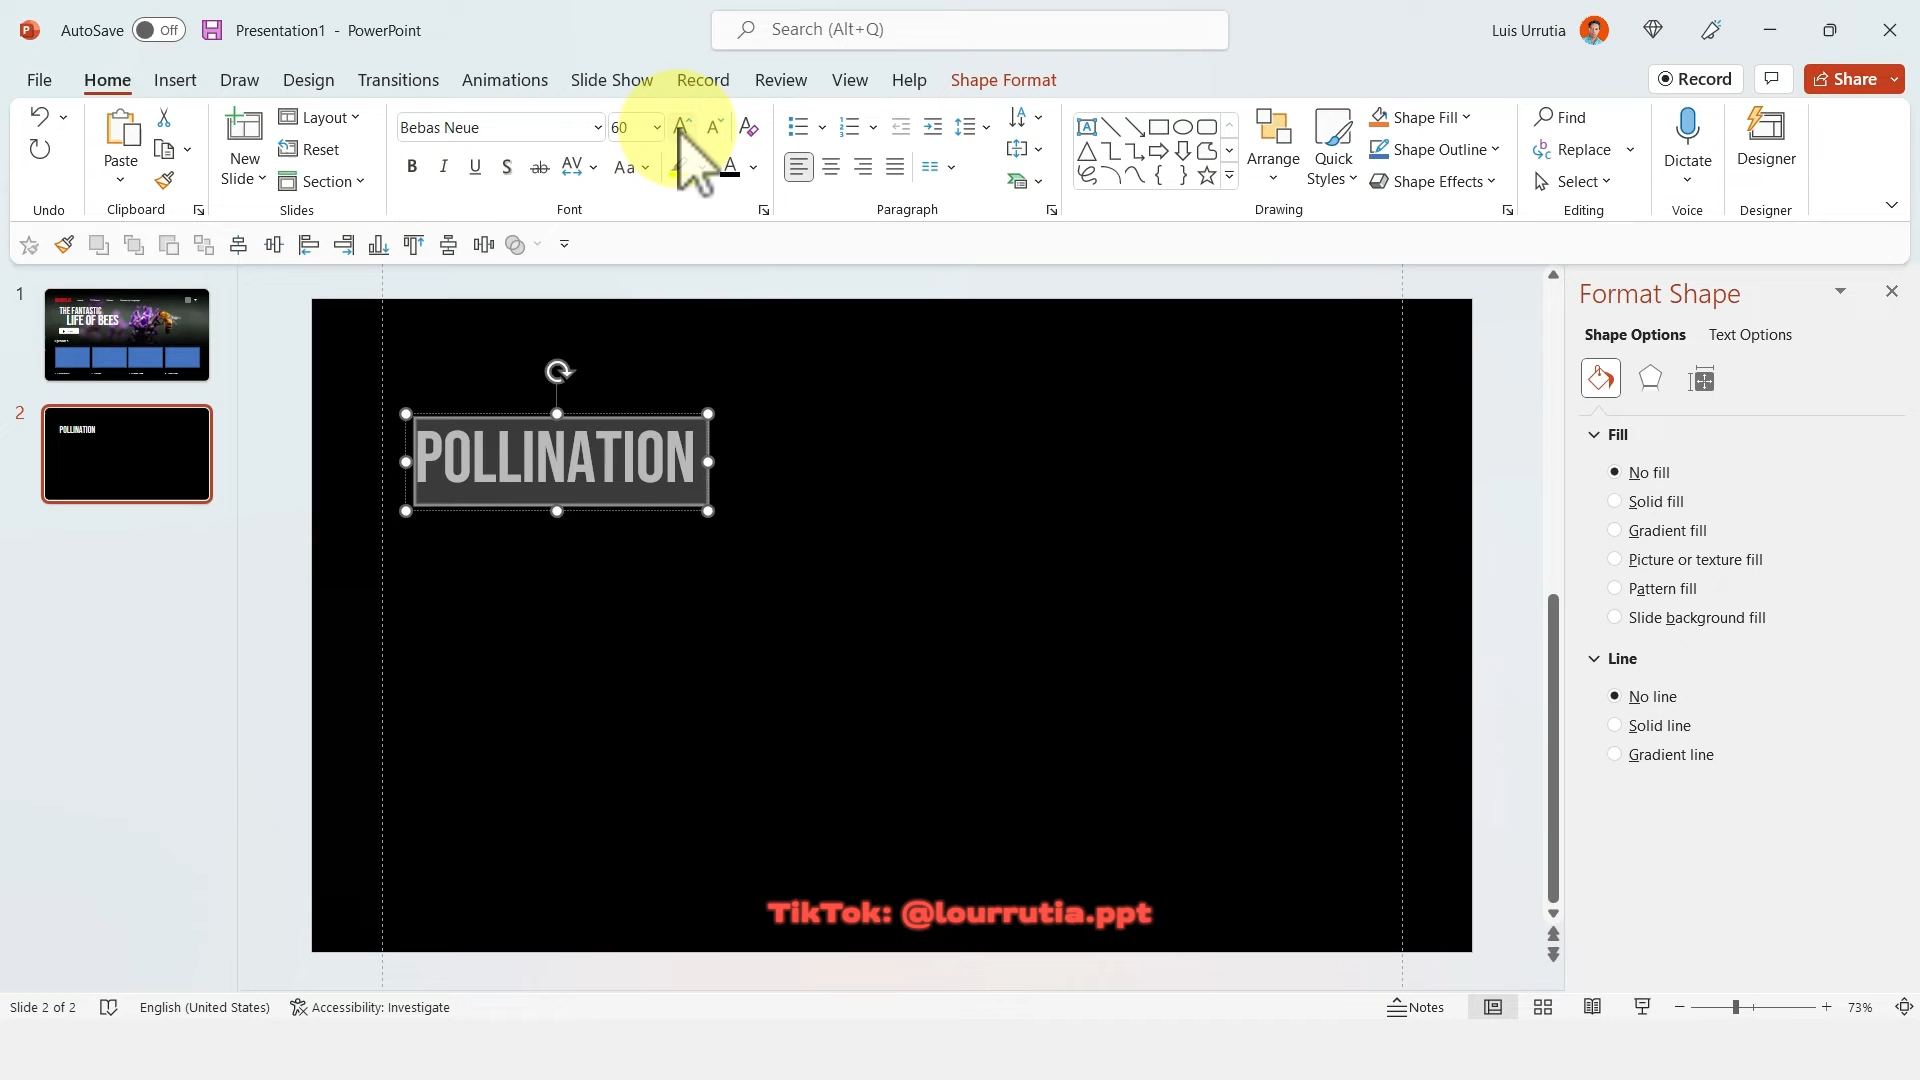 AutoSave Off Presentation1 - PowerPoint Search (Alt+Q) Luis Urrutia
File Home Insert Draw Design Slide Show Transitions Animations Record Review View Help Shape Format Record Share
Bebas Neue 60
Paste New Slide Layout Reset Section
Arrange Quick Styles Shape Fill Shape Outline Shape Effects
Find Replace Select Dictate Designer
Undo Clipboard Slides Font Paragraph Drawing Editing Voice Designer
1
THE FANTASTIC
LIFE OF BEES
2
POLLINATION
POLLINATION
TikTok: @lourrutia.ppt
Format Shape
Shape Options Text Options
Fill
No fill
Solid fill
Gradient fill
Picture or texture fill
Pattern fill
Slide background fill
Line
No line
Solid line
Gradient line
Slide 2 of 2 English (United States) Accessibility: Investigate Notes 73%